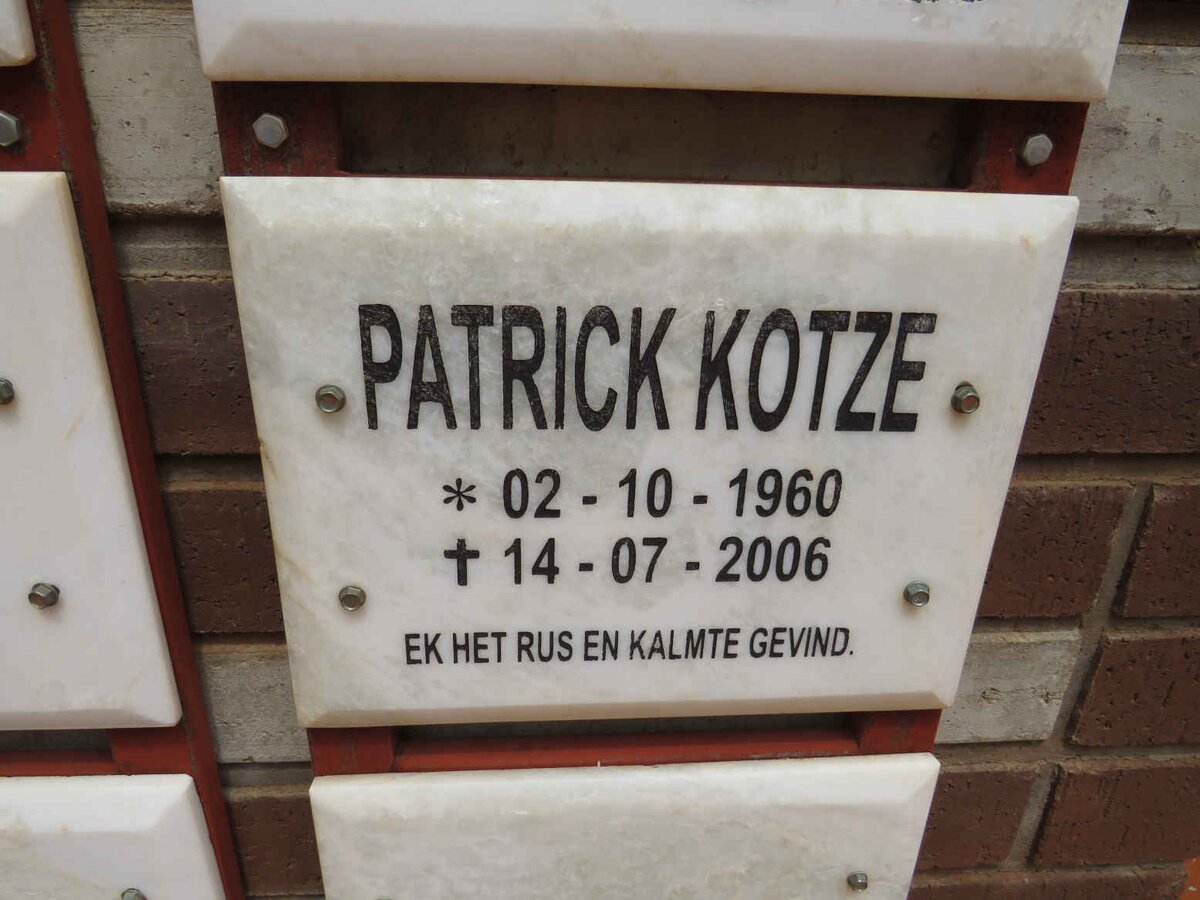 PATRICK KOTZE
* 02 - 10 - 1960
✝ 14 - 07 - 2006
EK HET RUS EN KALMTE GEVIND.